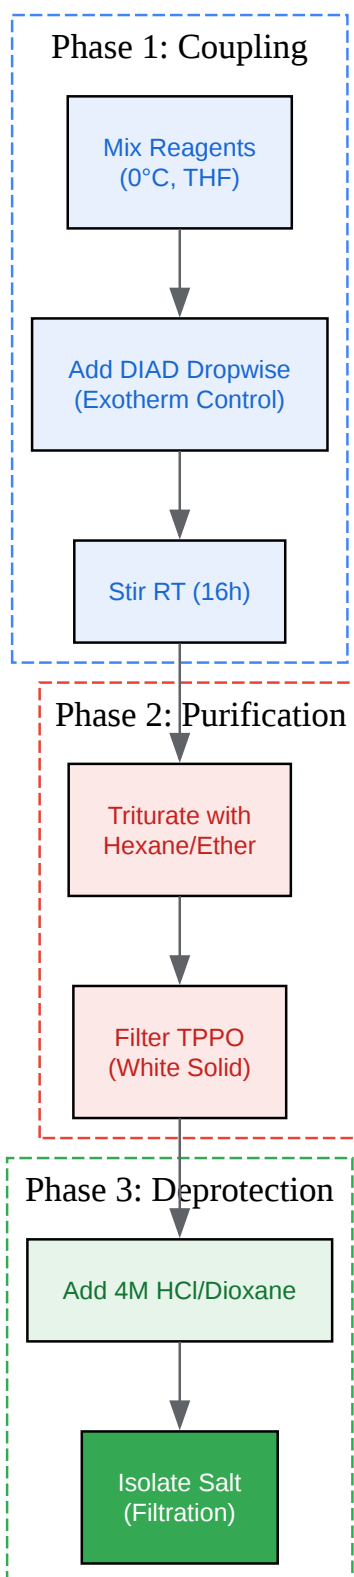 Phase 1: Coupling
Mix Reagents
(0°C, THF)
Add DIAD Dropwise
(Exotherm Control)
Stir RT (16h)
Phase 2: Purification
Triturate with
Hexane/Ether
Filter TPPO
(White Solid)
Phase 3: Deprotection
Add 4M HCl/Dioxane
Isolate Salt
(Filtration)